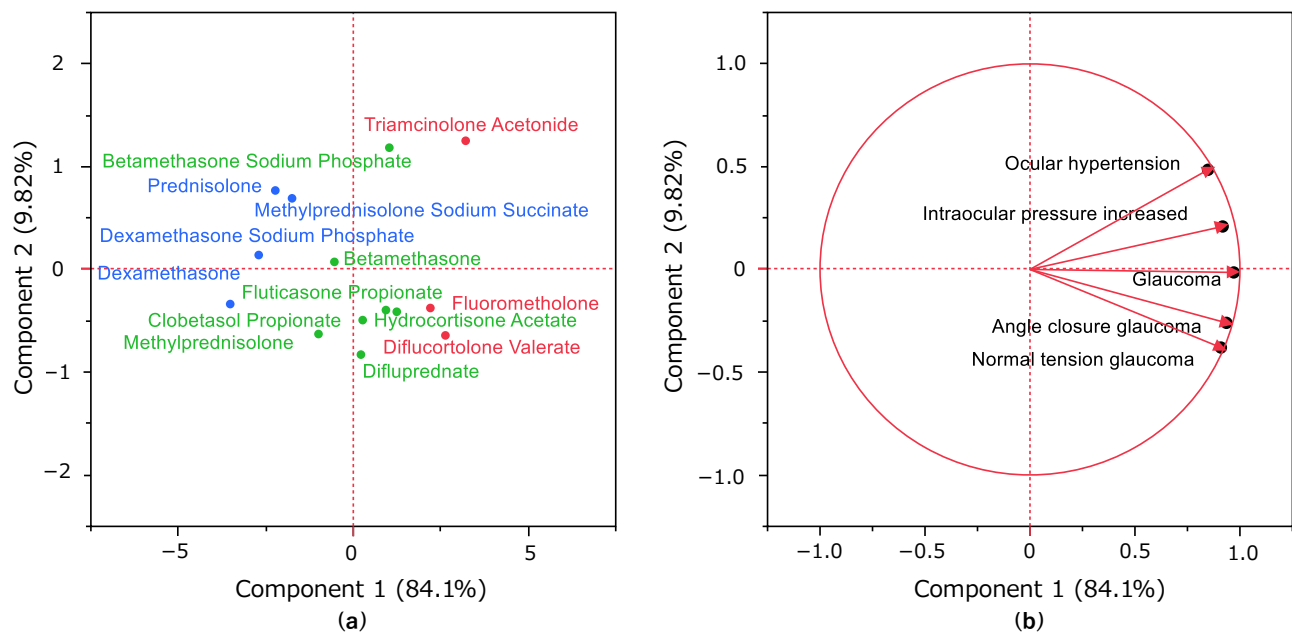 2
1
0
−1
−2
Component 2 (9.82%)
Triamcinolone Acetonide
Betamethasone Sodium Phosphate
Prednisolone
Methylprednisolone Sodium Succinate
Dexamethasone Sodium Phosphate
Betamethasone
Dexamethasone
Fluticasone Propionate
Fluorometholone
Clobetasol Propionate
Hydrocortisone Acetate
Methylprednisolone
Diflucortolone Valerate
Difluprednate
−5
0
5
Component 1 (84.1%)
(a)
1.0
0.5
0
−0.5
−1.0
Component 2 (9.82%)
Ocular hypertension
Intraocular pressure increased
Glaucoma
Angle closure glaucoma
Normal tension glaucoma
−1.0
−0.5
0
0.5
1.0
Component 1 (84.1%)
(b)